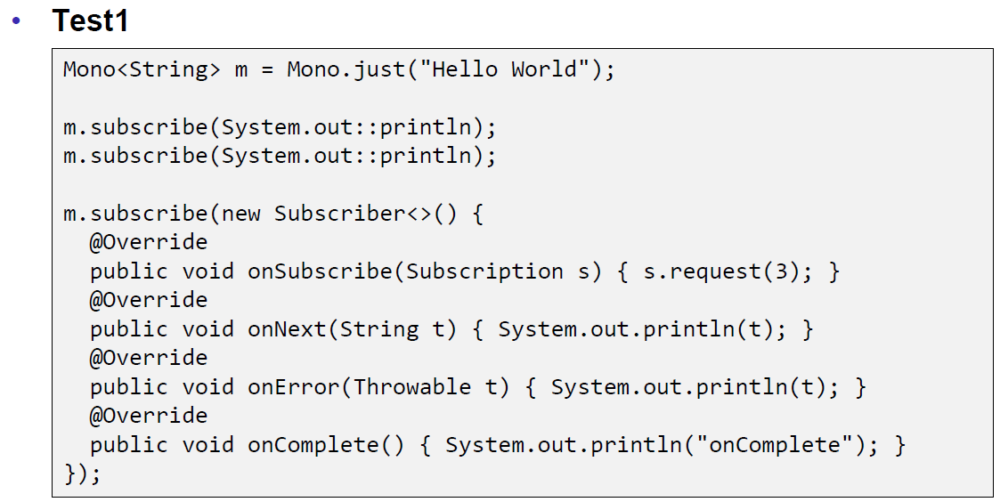 • Test1
Mono<String> m = Mono.just("Hello World");
m.subscribe(System.out::println);
m.subscribe(System.out::println);
m.subscribe(new Subscriber<>() {
  @Override
  public void onSubscribe(Subscription s) { s.request(3); }
  @Override
  public void onNext(String t) { System.out.println(t); }
  @Override
  public void onError(Throwable t) { System.out.println(t); }
  @Override
  public void onComplete() { System.out.println("onComplete"); }
});